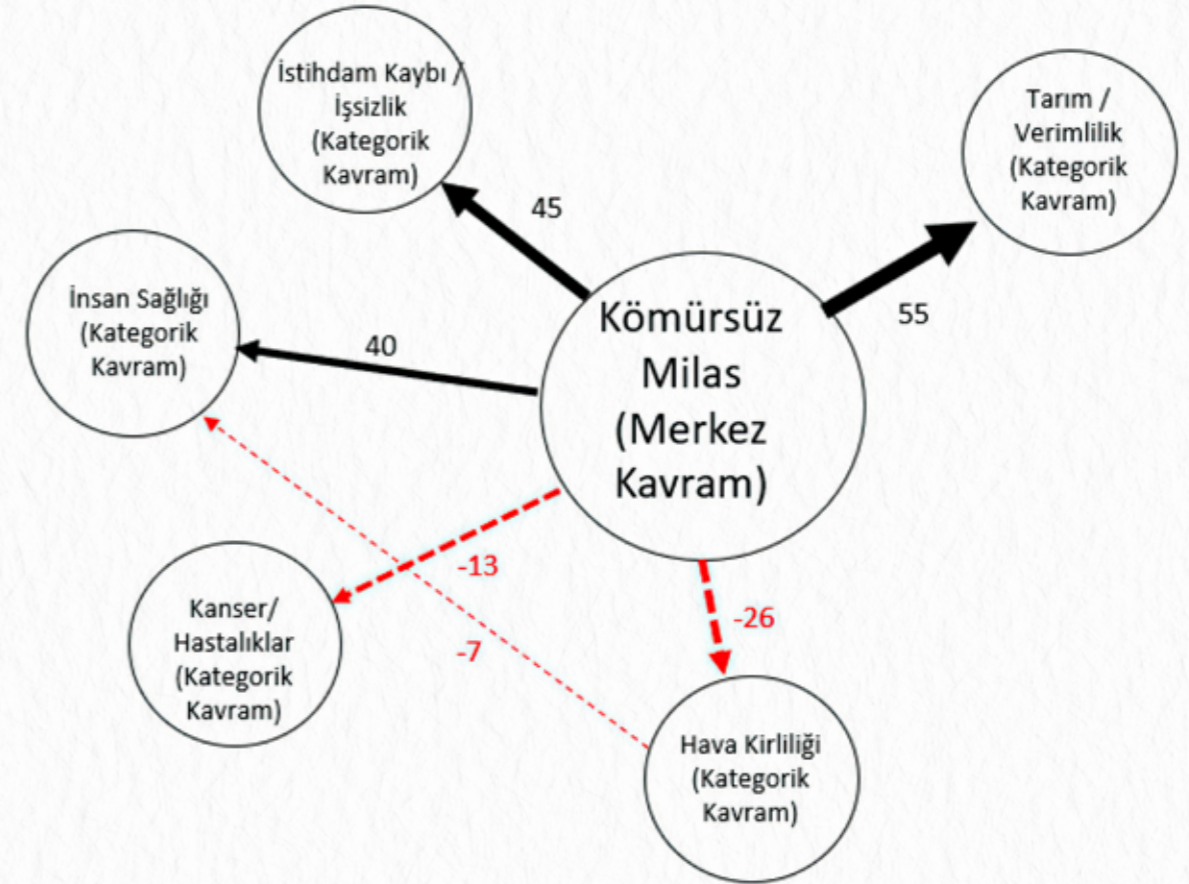 İstihdam Kaybı /
İşsizlik
(Kategorik
Kavram)
Tarım /
Verimlilik
(Kategorik
Kavram)
45
İnsan Sağlığı
(Kategorik
Kavram)
40
55
Kömürsüz
Milas
(Merkez
Kavram)
-13
-7
-26
Kanser/
Hastalıklar
(Kategorik
Kavram)
Hava Kirliliği
(Kategorik
Kavram)